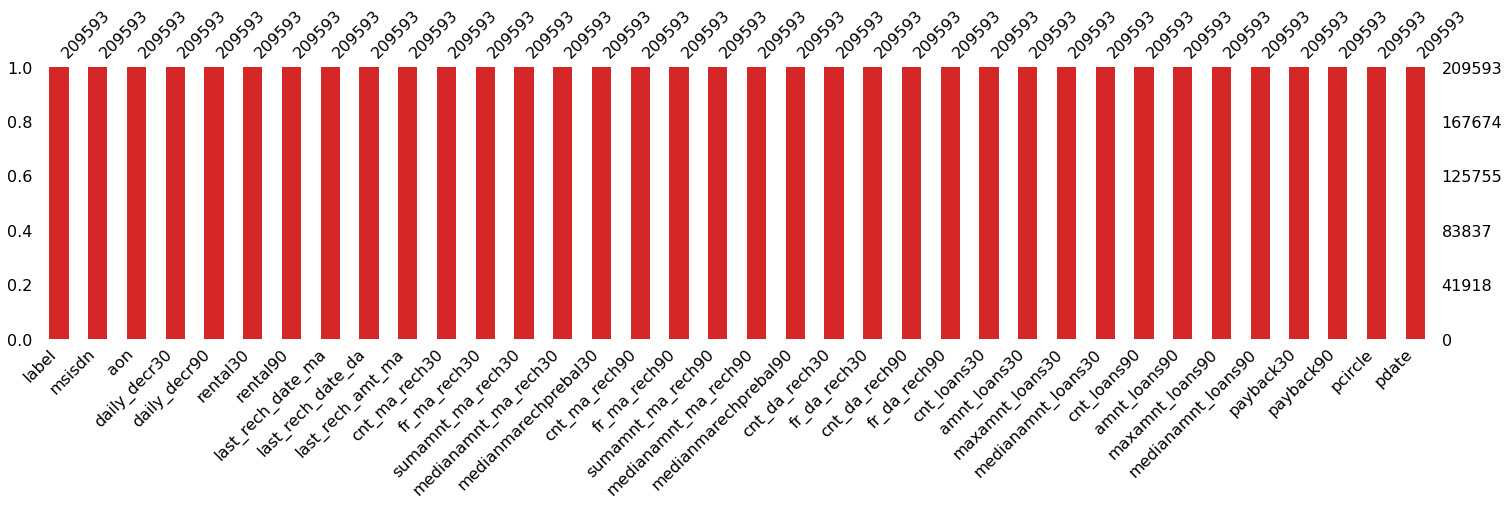 209593 209593 209593 209593 209593 209593 209593 209593 209593 209593 209593 209593 209593 209593 209593 209593 209593 209593 209593 209593 209593 209593 209593 209593 209593 209593 209593 209593 209593 209593 209593 209593 209593 209593 209593 209593
1.0 209593
0.8 167674
0.6 125755
0.4 83837
0.2 41918
0.0 0
label
msisdn
aon
daily_decr30
daily_decr90
rental30
rental90
last_rech_date_ma
last_rech_date_da
last_rech_amt_ma
cnt_ma_rech30
fr_ma_rech30
sumamnt_ma_rech30
medianamnt_ma_rech30
medianmarechprebal30
cnt_ma_rech90
fr_ma_rech90
sumamnt_ma_rech90
medianamnt_ma_rech90
medianmarechprebal90
cnt_da_rech30
fr_da_rech30
cnt_da_rech90
fr_da_rech90
cnt_loans30
amnt_loans30
maxamnt_loans30
medianamnt_loans30
cnt_loans90
amnt_loans90
maxamnt_loans90
medianamnt_loans90
payback30
payback90
pcircle
pdate